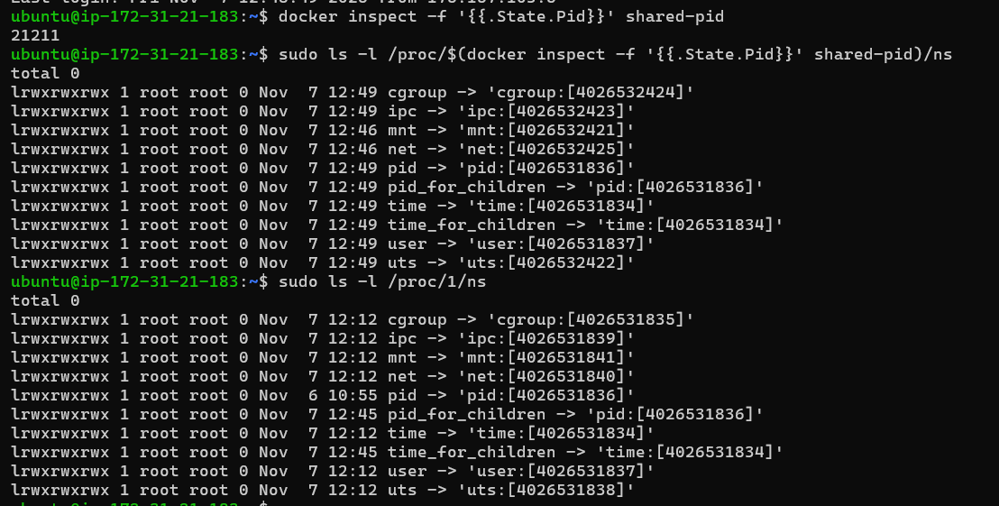 ubuntu@ip-172-31-21-183:~$ docker inspect -f '{{.State.Pid}}' shared-pid
21211
ubuntu@ip-172-31-21-183:~$ sudo ls -l /proc/$(docker inspect -f '{{.State.Pid}}' shared-pid)/ns
total 0
lrwxrwxrwx 1 root root 0 Nov  7 12:49 cgroup -> 'cgroup:[4026532424]'
lrwxrwxrwx 1 root root 0 Nov  7 12:49 ipc -> 'ipc:[4026532423]'
lrwxrwxrwx 1 root root 0 Nov  7 12:46 mnt -> 'mnt:[4026532421]'
lrwxrwxrwx 1 root root 0 Nov  7 12:46 net -> 'net:[4026532425]'
lrwxrwxrwx 1 root root 0 Nov  7 12:49 pid -> 'pid:[4026531836]'
lrwxrwxrwx 1 root root 0 Nov  7 12:49 pid_for_children -> 'pid:[4026531836]'
lrwxrwxrwx 1 root root 0 Nov  7 12:49 time -> 'time:[4026531834]'
lrwxrwxrwx 1 root root 0 Nov  7 12:49 time_for_children -> 'time:[4026531834]'
lrwxrwxrwx 1 root root 0 Nov  7 12:49 user -> 'user:[4026531837]'
lrwxrwxrwx 1 root root 0 Nov  7 12:49 uts -> 'uts:[4026532422]'
ubuntu@ip-172-31-21-183:~$ sudo ls -l /proc/1/ns
total 0
lrwxrwxrwx 1 root root 0 Nov  7 12:12 cgroup -> 'cgroup:[4026531835]'
lrwxrwxrwx 1 root root 0 Nov  7 12:12 ipc -> 'ipc:[4026531839]'
lrwxrwxrwx 1 root root 0 Nov  7 12:12 mnt -> 'mnt:[4026531841]'
lrwxrwxrwx 1 root root 0 Nov  7 12:12 net -> 'net:[4026531840]'
lrwxrwxrwx 1 root root 0 Nov  6 10:55 pid -> 'pid:[4026531836]'
lrwxrwxrwx 1 root root 0 Nov  7 12:45 pid_for_children -> 'pid:[4026531836]'
lrwxrwxrwx 1 root root 0 Nov  7 12:12 time -> 'time:[4026531834]'
lrwxrwxrwx 1 root root 0 Nov  7 12:45 time_for_children -> 'time:[4026531834]'
lrwxrwxrwx 1 root root 0 Nov  7 12:12 user -> 'user:[4026531837]'
lrwxrwxrwx 1 root root 0 Nov  7 12:12 uts -> 'uts:[4026531838]'